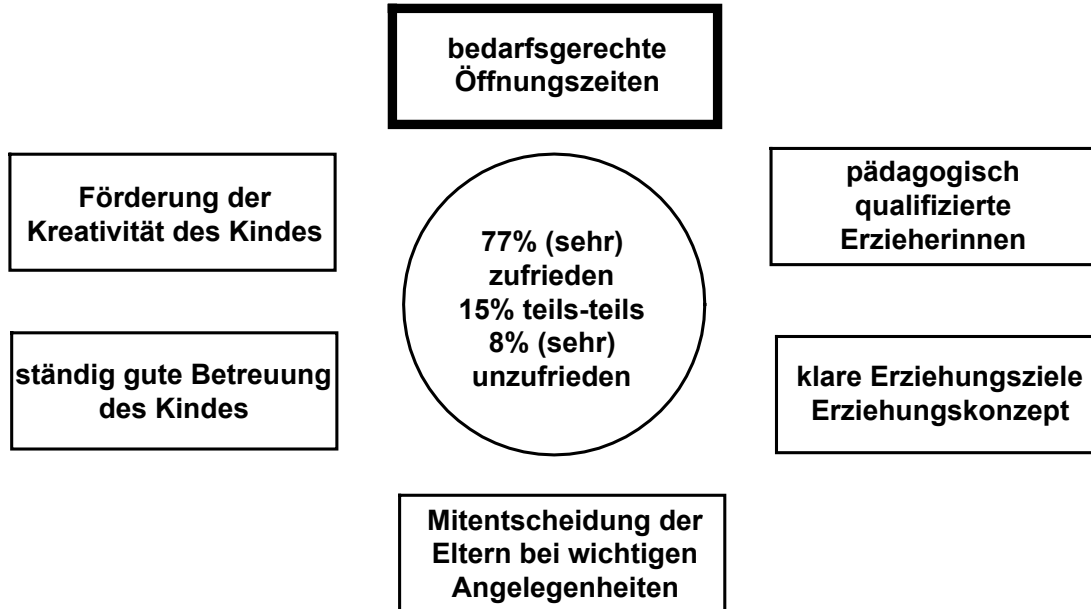 bedarfsgerechte
Öffnungszeiten
Förderung der
Kreativität des Kindes
pädagogisch
qualifizierte
Erzieherinnen
77% (sehr)
zufrieden
15% teils-teils
8% (sehr)
unzufrieden
ständig gute Betreuung
des Kindes
klare Erziehungsziele
Erziehungskonzept
Mitentscheidung der
Eltern bei wichtigen
Angelegenheiten